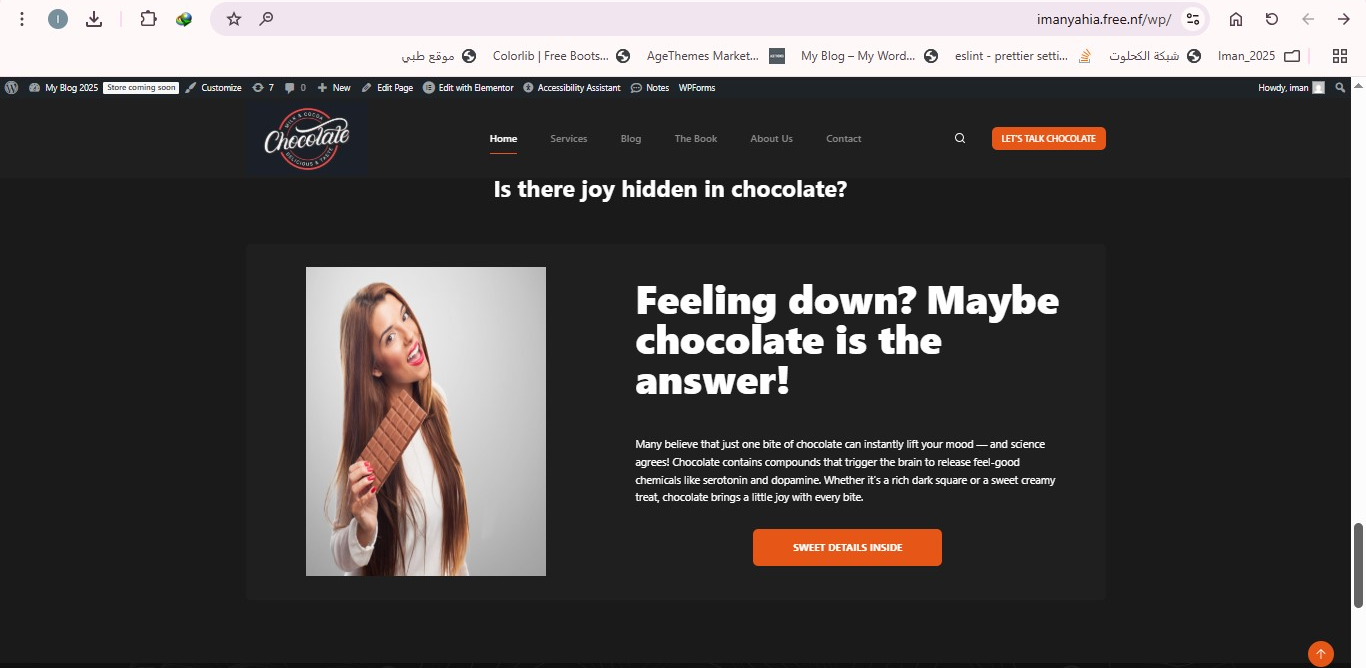 imanyahia.free.nf/wp/
I
موقع طبي
Colorlib | Free Boots...
AgeThemes Market...
My Blog – My Word...
eslint - prettier setti...
شبكة الكحلوت
Iman_2025
My Blog 2025
Store coming soon
Customize
7
0
New
Edit Page
Edit with Elementor
Accessibility Assistant
Notes
WPForms
Howdy, iman
MILK & COCOA
Chocolate
DELICIOUS & TASTE
Home
Services
Blog
The Book
About Us
Contact
LET'S TALK CHOCOLATE
Is there joy hidden in chocolate?
Feeling down? Maybe
chocolate is the
answer!
Many believe that just one bite of chocolate can instantly lift your mood — and science
agrees! Chocolate contains compounds that trigger the brain to release feel-good
chemicals like serotonin and dopamine. Whether it's a rich dark square or a sweet creamy
treat, chocolate brings a little joy with every bite.
SWEET DETAILS INSIDE